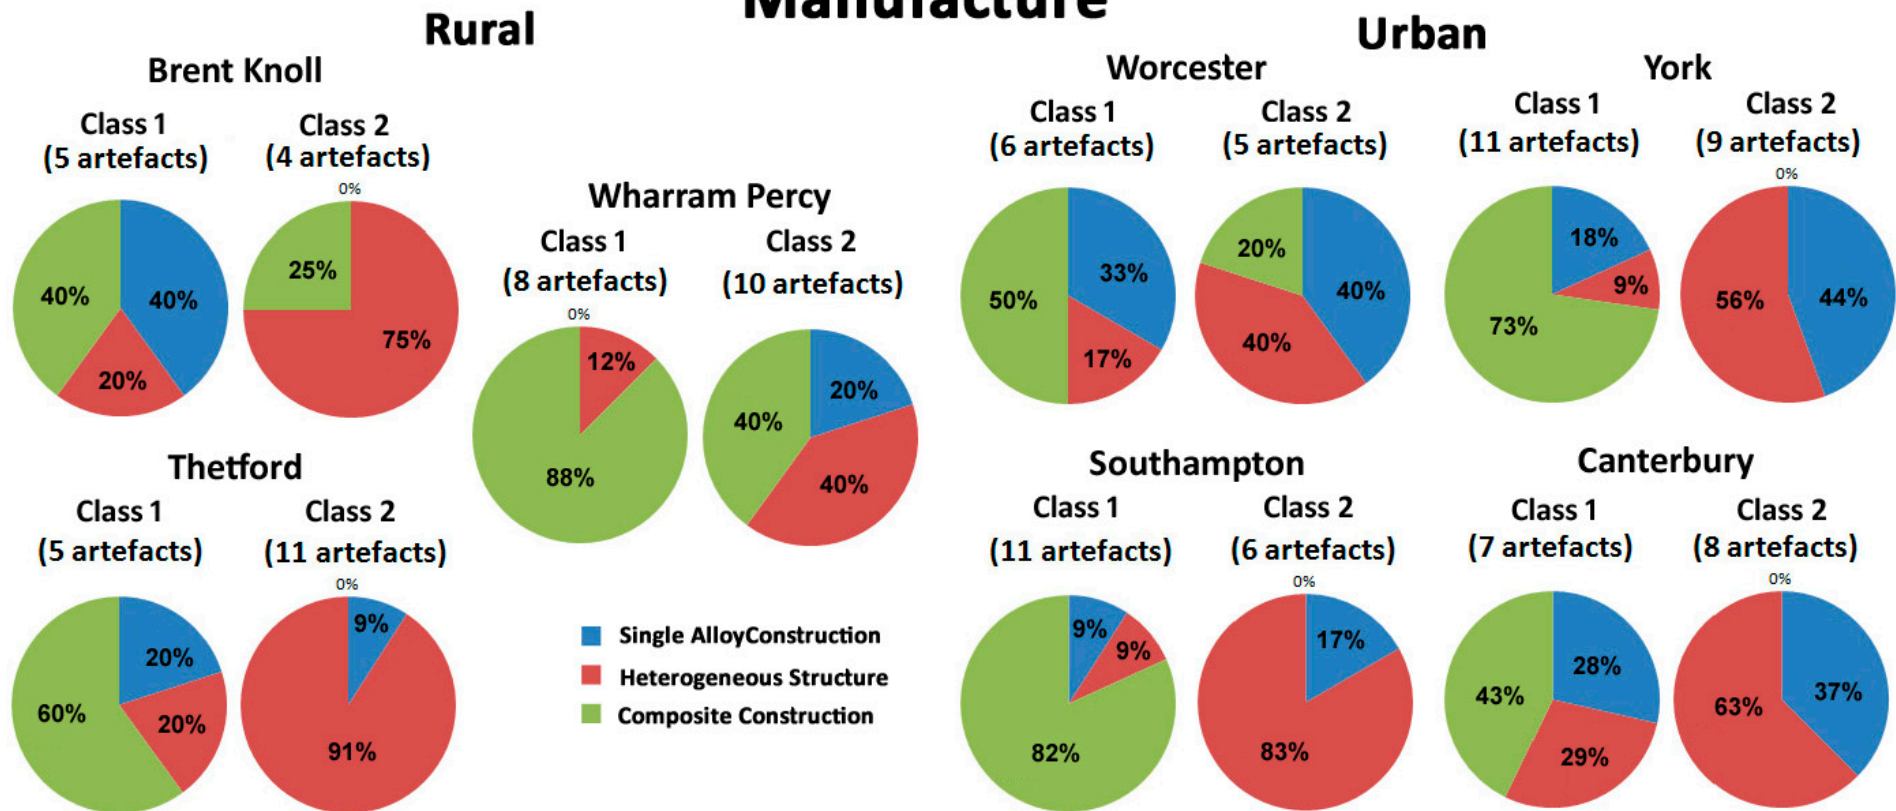 Manufacture
Rural
Brent Knoll
Class 1
(5 artefacts)
40%
40%
20%
Class 2
(4 artefacts)
0%
25%
75%
Wharram Percy
Class 1
(8 artefacts)
0%
12%
88%
Class 2
(10 artefacts)
20%
40%
40%
Thetford
Class 1
(5 artefacts)
20%
60%
20%
Class 2
(11 artefacts)
0%
9%
91%
Single AlloyConstruction
Heterogeneous Structure
Composite Construction
Urban
Worcester
Class 1
(6 artefacts)
33%
50%
17%
Class 2
(5 artefacts)
20%
40%
40%
York
Class 1
(11 artefacts)
18%
9%
73%
Class 2
(9 artefacts)
0%
56%
44%
Southampton
Class 1
(11 artefacts)
9%
9%
82%
Class 2
(6 artefacts)
0%
17%
83%
Canterbury
Class 1
(7 artefacts)
28%
43%
29%
Class 2
(8 artefacts)
0%
37%
63%